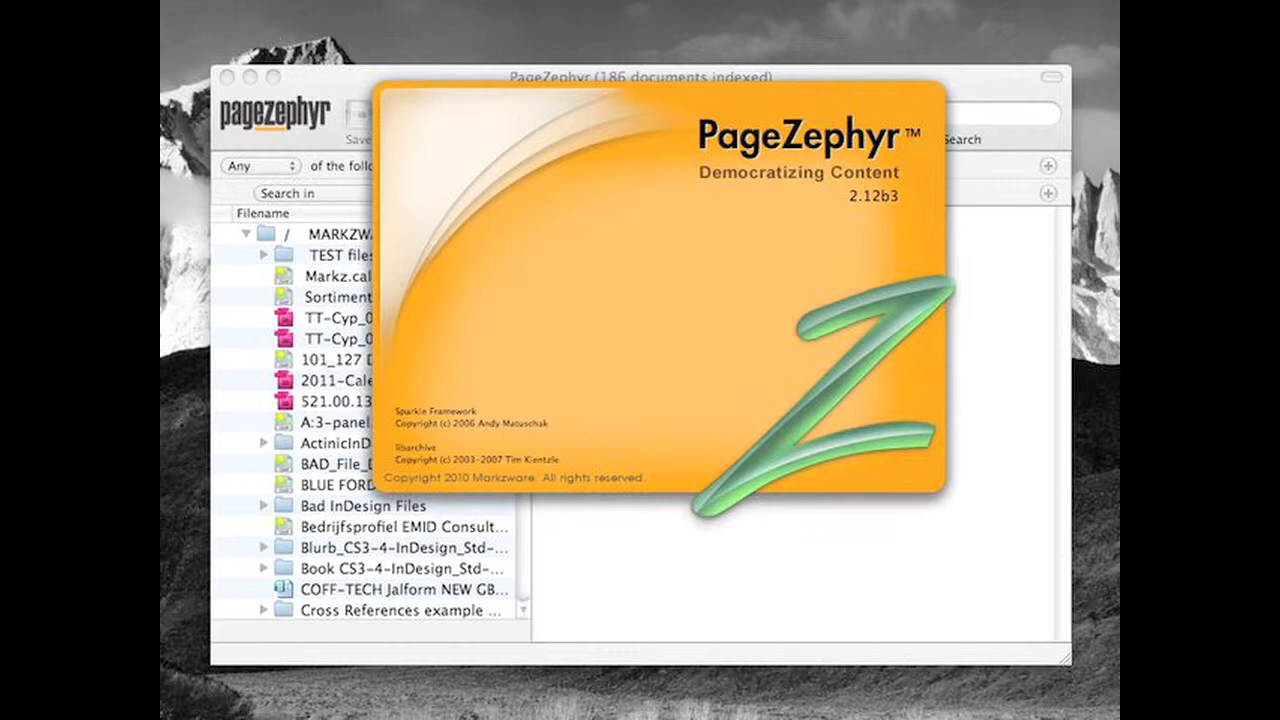 PageZephyr (186 documents indexed)
pagezephyr
Save
Search
Any
of the follo
Search in
Filename
/ MARKZWA
TEST files
Markz.cal
Sortiment
TT-Cyp_0
TT-Cyp_0
101_127 D
2011-Cale
521.00.13
A:3-panel
ActinicInD
BAD_File_D
BLUE FORD
Bad InDesign Files
Bedrijfsprofiel EMID Consult...
Blurb_CS3-4-InDesign_Std-...
Book CS3-4-InDesign_Std-...
COFF-TECH Jalform NEW GB...
Cross References example ...
PageZephyr™
Democratizing Content
2.12b3
Sparkle Framework
Copyright (c) 2006 Andy Matuschak
libarchive
Copyright (c) 2003-2007 Tim Kientzle
Copyright 2010 Markzware. All rights reserved.